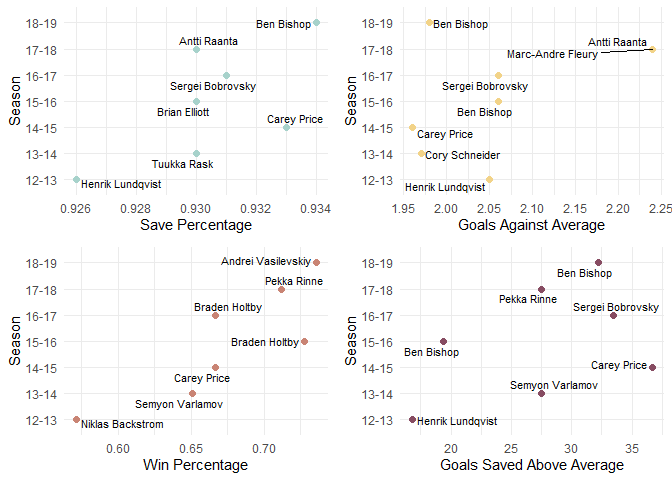 18-19
17-18
16-17
15-16
14-15
13-14
12-13
Season
Ben Bishop
Antti Raanta
Sergei Bobrovsky
Brian Elliott
Carey Price
Tuukka Rask
Henrik Lundqvist
0.926 0.928 0.930 0.932 0.934
Save Percentage
18-19
17-18
16-17
15-16
14-15
13-14
12-13
Season
Ben Bishop
Antti Raanta
Marc-Andre Fleury
Sergei Bobrovsky
Ben Bishop
Carey Price
Cory Schneider
Henrik Lundqvist
1.95 2.00 2.05 2.10 2.15 2.20 2.25
Goals Against Average
18-19
17-18
16-17
15-16
14-15
13-14
12-13
Season
Andrei Vasilevskiy
Pekka Rinne
Braden Holtby
Braden Holtby
Carey Price
Semyon Varlamov
Niklas Backstrom
0.60 0.65 0.70
Win Percentage
18-19
17-18
16-17
15-16
14-15
13-14
12-13
Season
Ben Bishop
Pekka Rinne
Sergei Bobrovsky
Ben Bishop
Carey Price
Semyon Varlamov
Henrik Lundqvist
20 25 30 35
Goals Saved Above Average